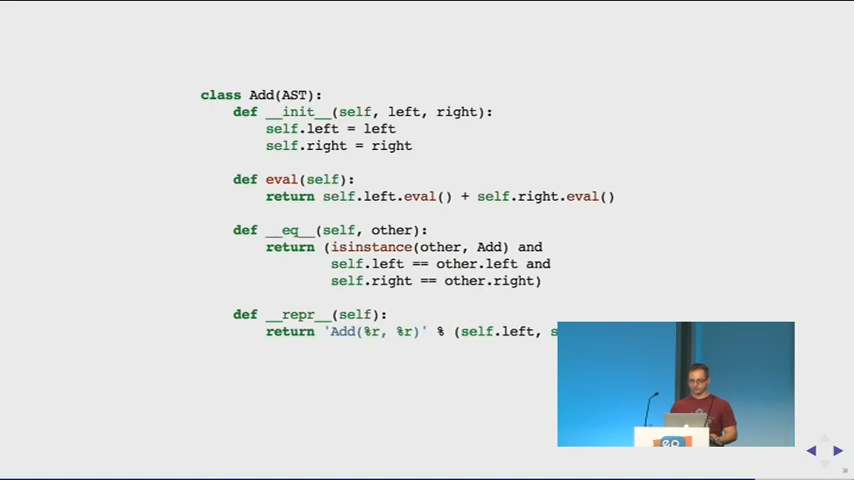 class Add(AST):
def __init__(self, left, right):
self.left = left
self.right = right
def eval(self):
return self.left.eval() + self.right.eval()
def __eq__(self, other):
return (isinstance(other, Add) and
self.left == other.left and
self.right == other.right)
def __repr__(self):
return 'Add(%r, %r)' % (self.left, s
ep